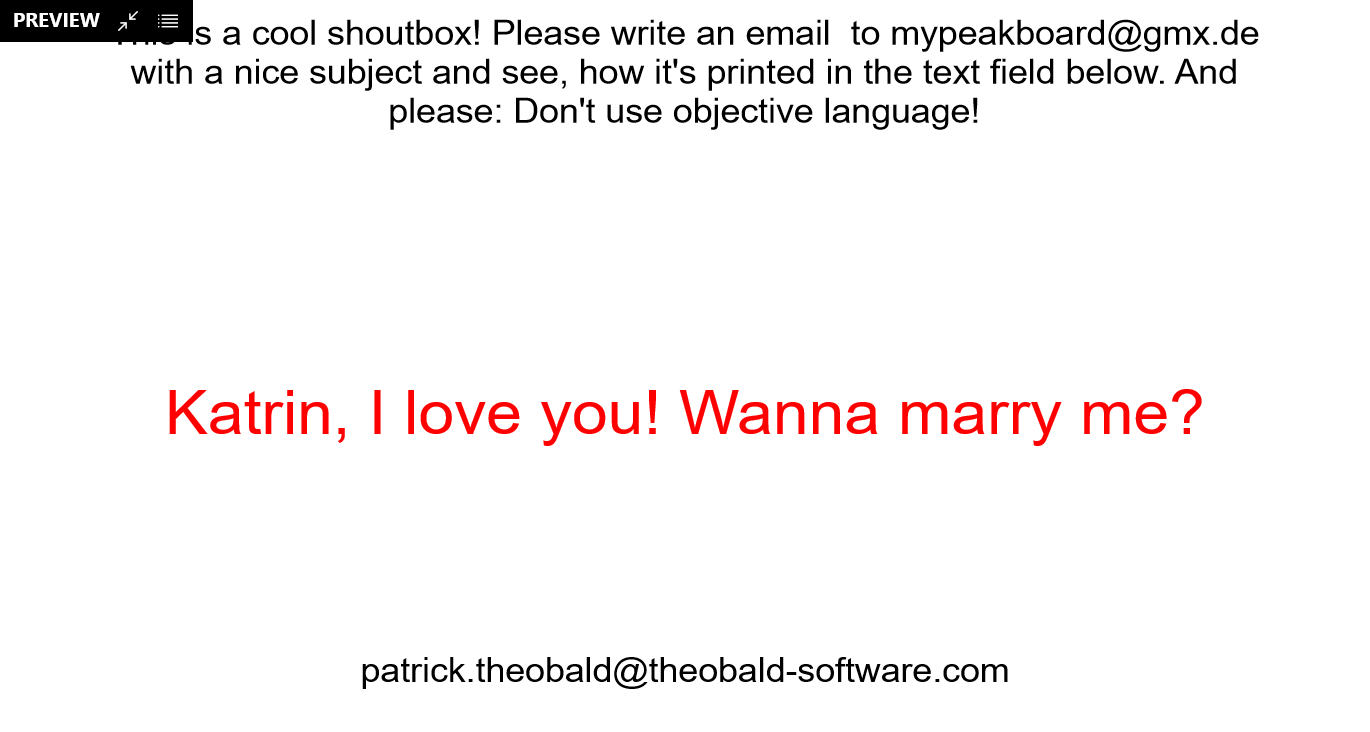 PREVIEW
This is a cool shoutbox! Please write an email  to mypeakboard@gmx.de
with a nice subject and see, how it's printed in the text field below. And
please: Don't use objective language!
Katrin, I love you! Wanna marry me?
patrick.theobald@theobald-software.com